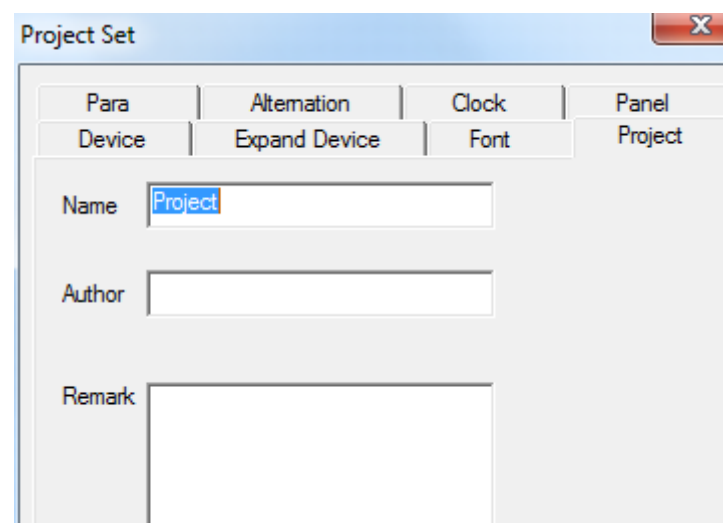 Project Set
Para Alternation Clock Panel
Device Expand Device Font Project
Name Project
Author
Remark